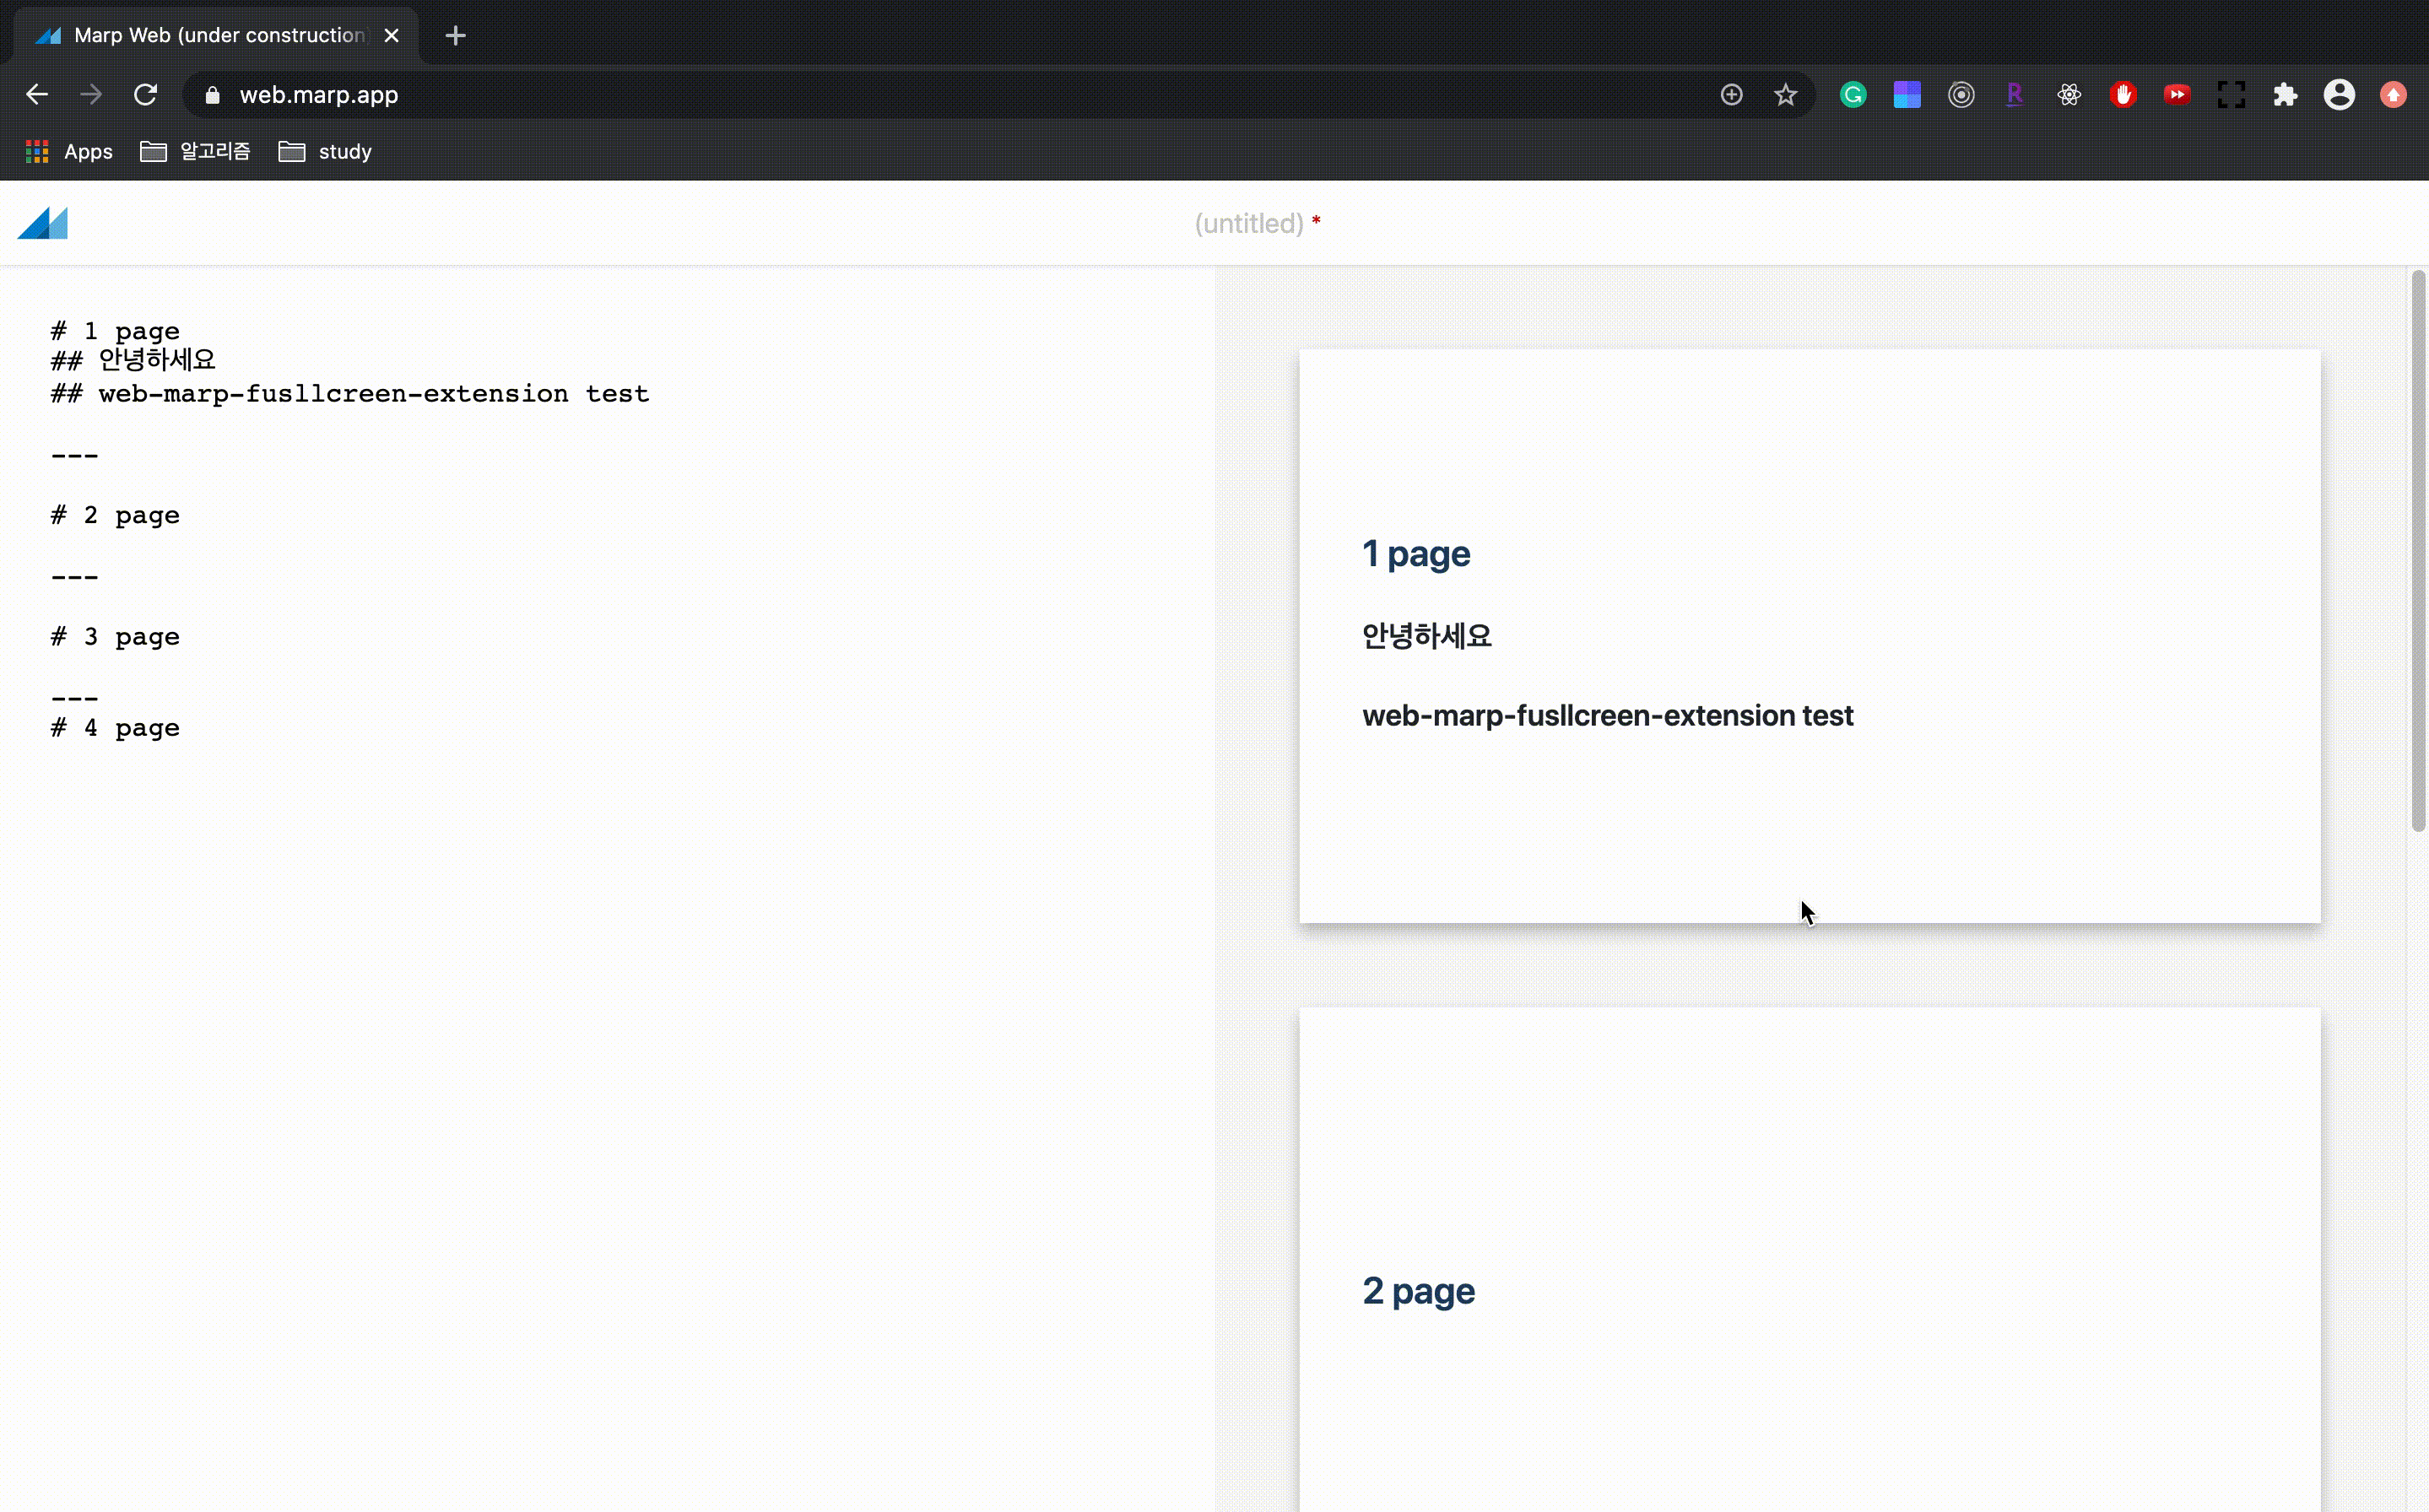 Marp Web (under construction
web.marp.app
Apps
알고리즘
study
(untitled) *
# 1 page
## 안녕하세요
## web-marp-fusllcreen-extension test
---
# 2 page
---
# 3 page
---
# 4 page
1 page
안녕하세요
web-marp-fusllcreen-extension test
2 page